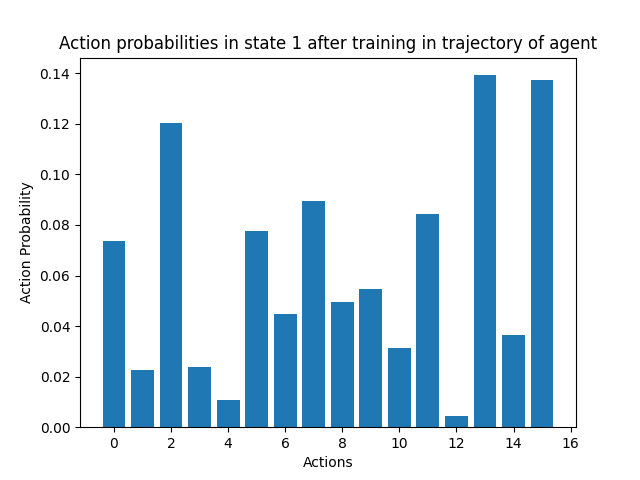 Action probabilities in state 1 after training in trajectory of agent
0.14
0.12
0.10
0.08
0.06
0.04
0.02
0.00
Action Probability
0 2 4 6 8 10 12 14 16
Actions